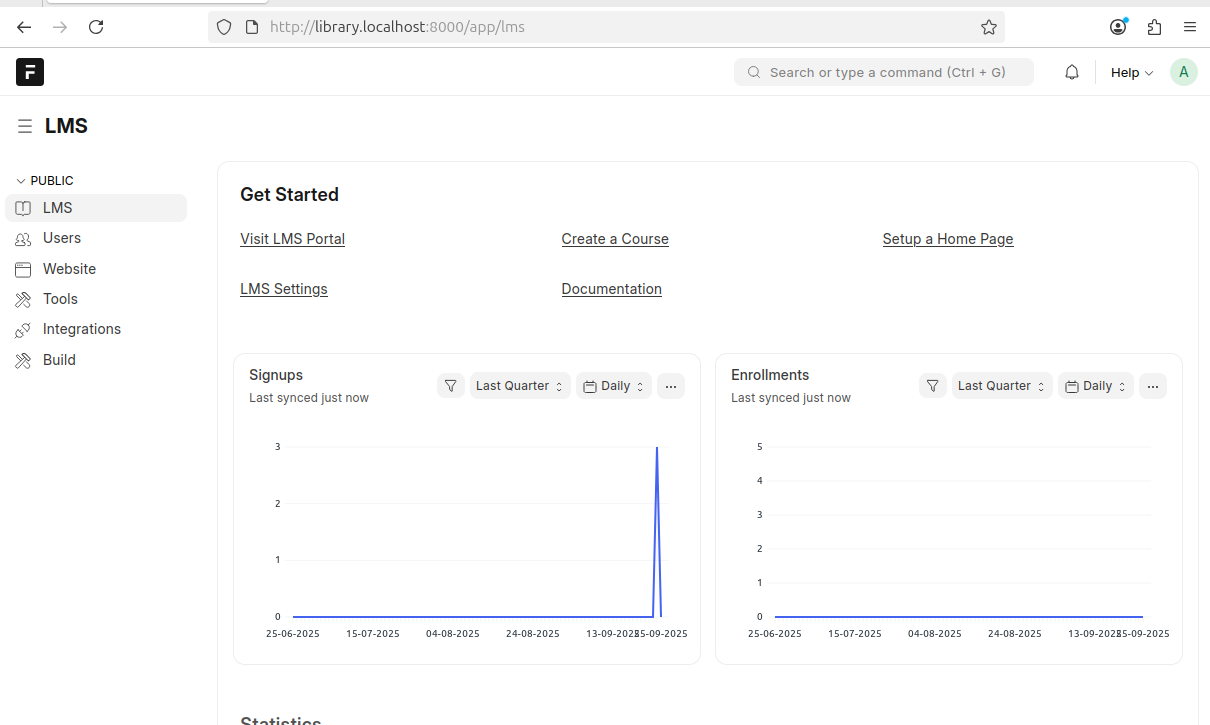 http://library.localhost:8000/app/lms
F
Search or type a command (Ctrl + G)
Help
A
LMS
PUBLIC
LMS
Users
Website
Tools
Integrations
Build
Get Started
Visit LMS Portal
Create a Course
Setup a Home Page
LMS Settings
Documentation
Signups
Last synced just now
Last Quarter
Daily
...
3
2
1
0
25-06-2025
15-07-2025
04-08-2025
24-08-2025
13-09-2025
25-09-2025
Enrollments
Last synced just now
Last Quarter
Daily
...
5
4
3
2
1
0
25-06-2025
15-07-2025
04-08-2025
24-08-2025
13-09-2025
25-09-2025
Statistics